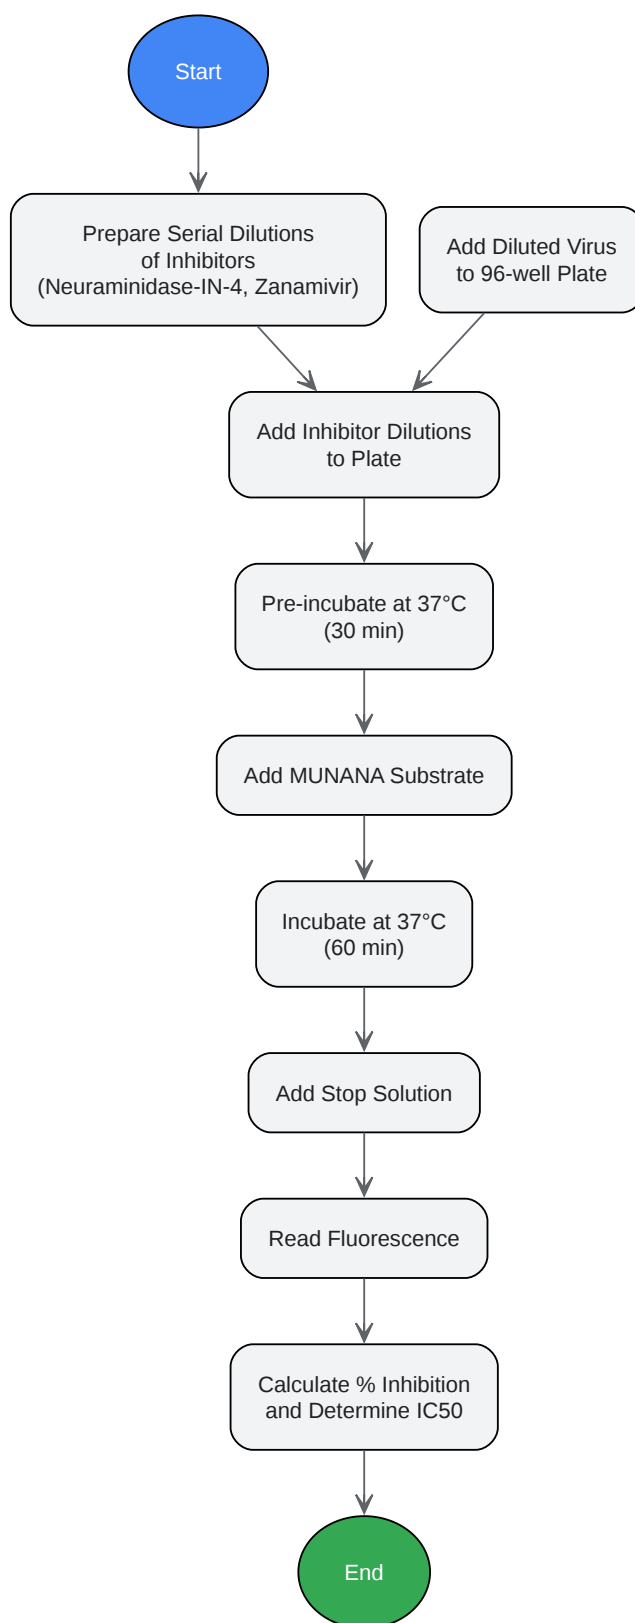 Start
Prepare Serial Dilutions
of Inhibitors
(Neuraminidase-IN-4, Zanamivir)
Add Diluted Virus
to 96-well Plate
Add Inhibitor Dilutions
to Plate
Pre-incubate at 37°C
(30 min)
Add MUNANA Substrate
Incubate at 37°C
(60 min)
Add Stop Solution
Read Fluorescence
Calculate % Inhibition
and Determine IC50
End